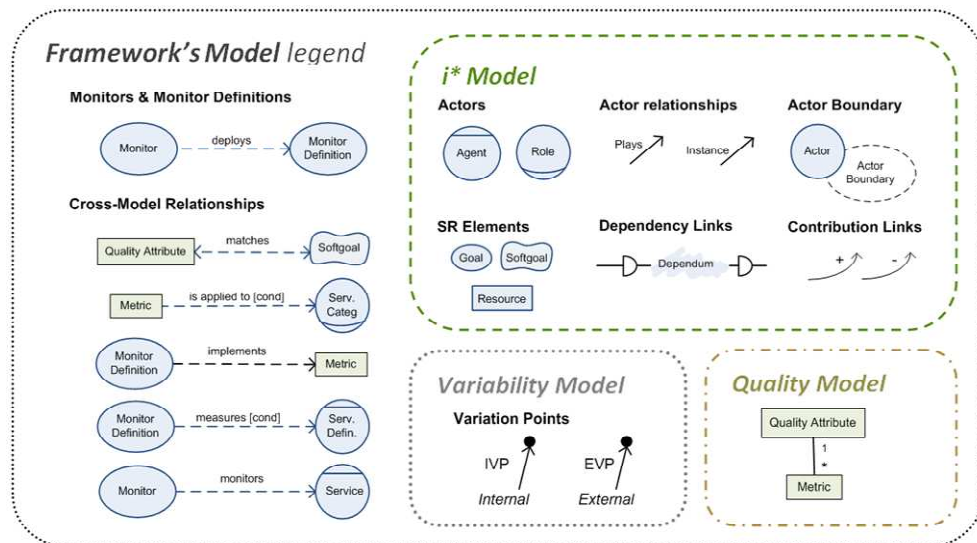 Framework's Model legend
Monitors & Monitor Definitions
Monitor
deploys
Monitor
Definition
Cross-Model Relationships
Quality Attribute
matches
Softgoal
Metric
is applied to [cond]
Serv.
Categ
Monitor
Definition
implements
Metric
Monitor
Definition
measures [cond]
Serv.
Defin.
Monitor
monitors
Service
i* Model
Actors
Agent
Role
Actor relationships
Plays
Instance
Actor Boundary
Actor
Actor
Boundary
SR Elements
Goal
Softgoal
Resource
Dependency Links
Dependum
Contribution Links
+
-
Variability Model
Variation Points
IVP
Internal
EVP
External
Quality Model
Quality Attribute
1
*
Metric